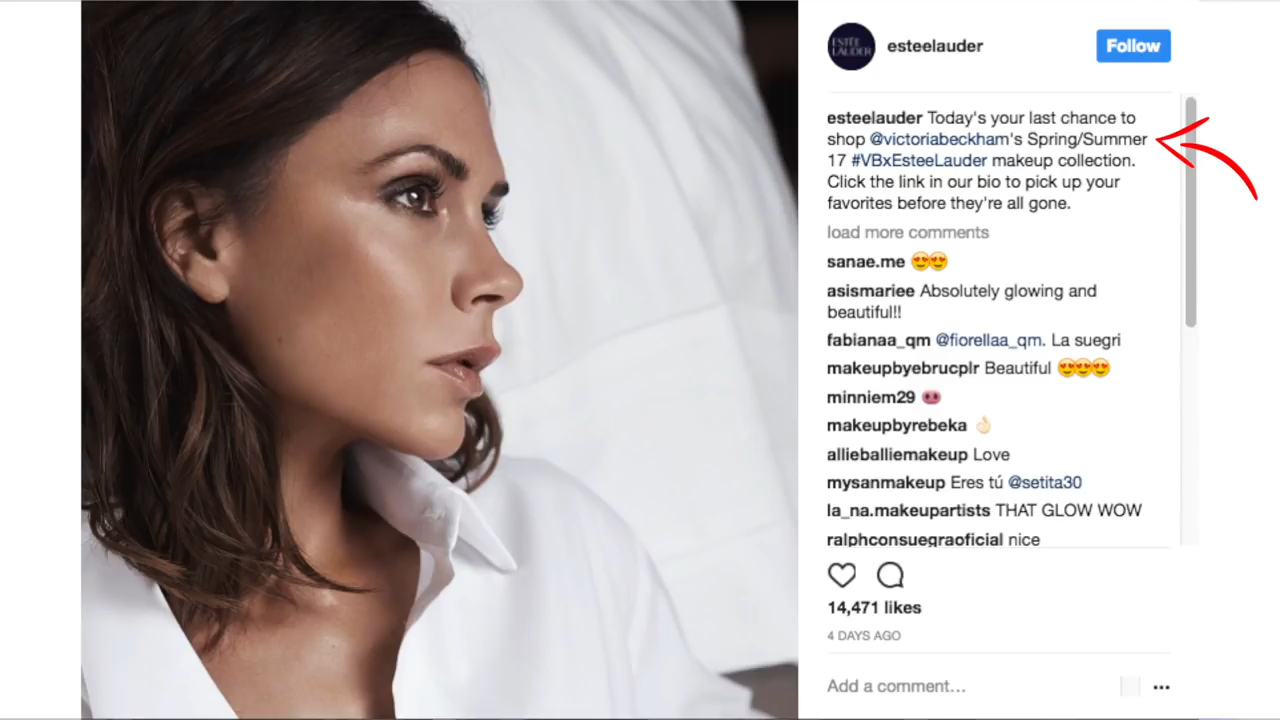 ESTĒE
LAUDER
esteelauder
Follow
esteelauder Today's your last chance to
shop @victoriabeckham's Spring/Summer
17 #VBxEsteeLauder makeup collection.
Click the link in our bio to pick up your
favorites before they're all gone.
load more comments
sanae.me 😍😍
asismariee Absolutely glowing and
beautiful!!
fabianaa_qm @fiorellaa_qm. La suegri
makeupbyebrucplr Beautiful 😍😍😍
minniem29 🐽
makeupbyrebeka 👌🏻
allieballiemakeup Love
mysanmakeup Eres tú @setita30
la_na.makeupartists THAT GLOW WOW
ralphconsuegraoficial nice
14,471 likes
4 DAYS AGO
Add a comment...